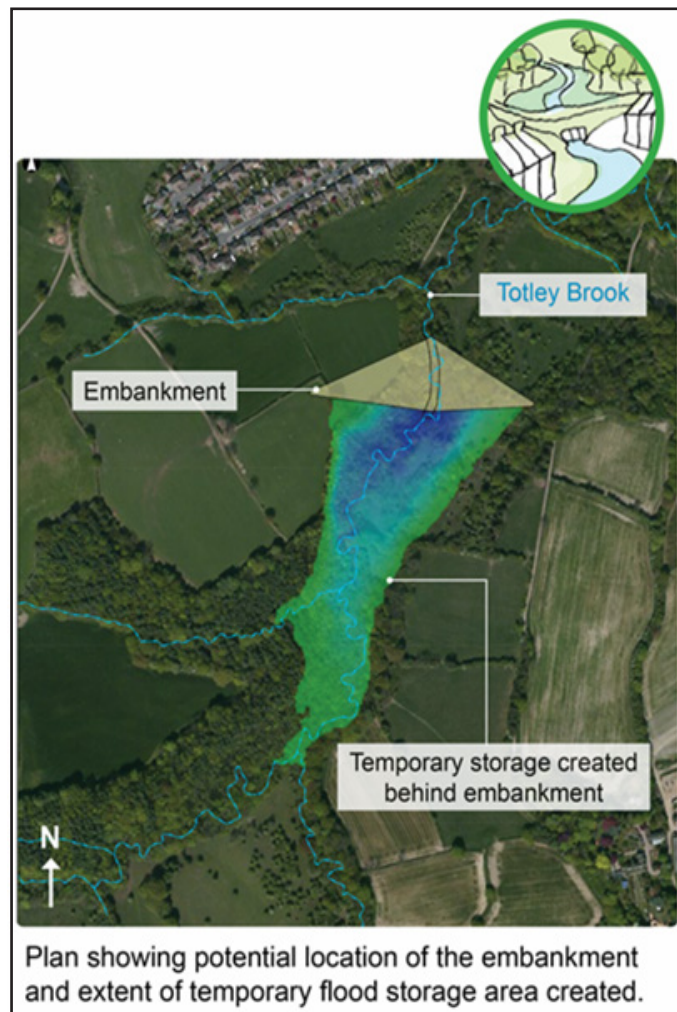 Totley Brook
Embankment
Temporary storage created
behind embankment
N
Plan showing potential location of the embankment
and extent of temporary flood storage area created.